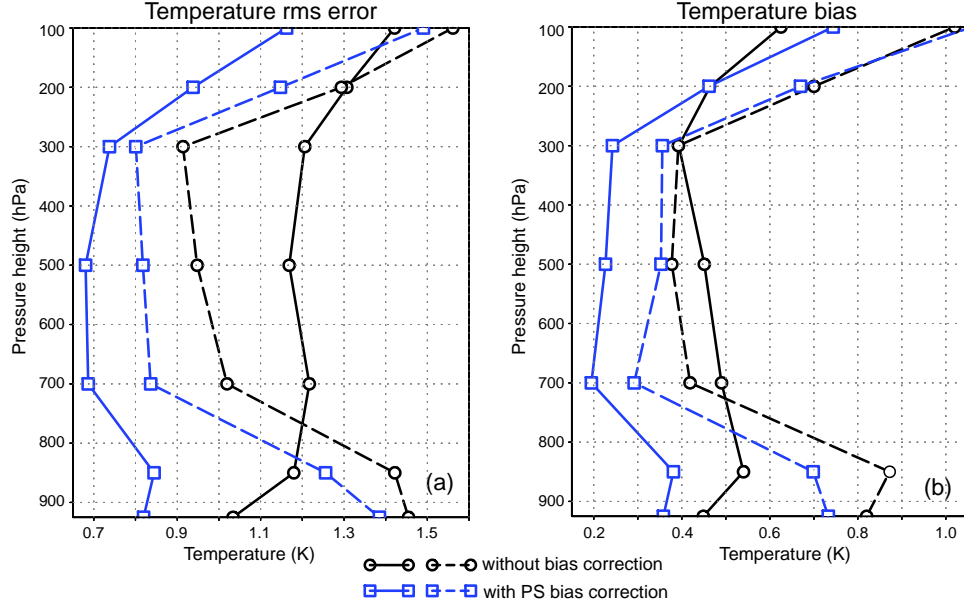 Temperature rms error
Temperature bias
100
200
300
400
500
600
700
800
900
Pressure height (hPa)
(a)
0.7
0.9
1.1
1.3
1.5
Temperature (K)
100
200
300
400
500
600
700
800
900
Pressure height (hPa)
(b)
0.2
0.4
0.6
0.8
1.0
Temperature (K)
without bias correction
with PS bias correction